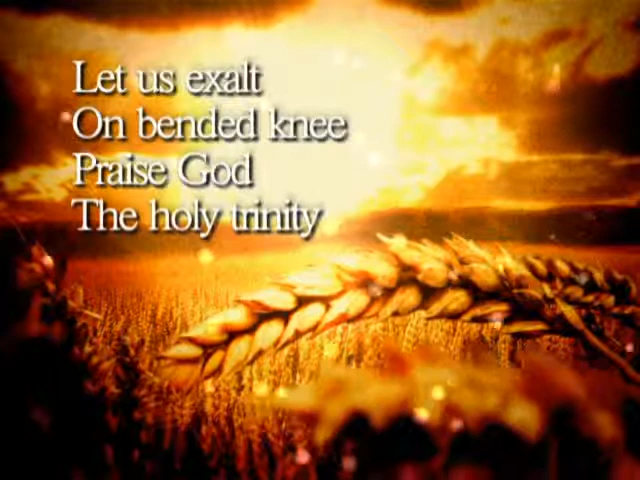 Let us exalt
On bended knee
Praise God
The holy trinity